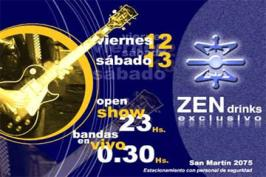 viernes 12
sábado 13
sábado
open
show
23 Hs.
bandas
en vivo
0.30 Hs.
ZEN drinks
exclusivo
San Martín 2075
Estacionamiento con personal de seguridad